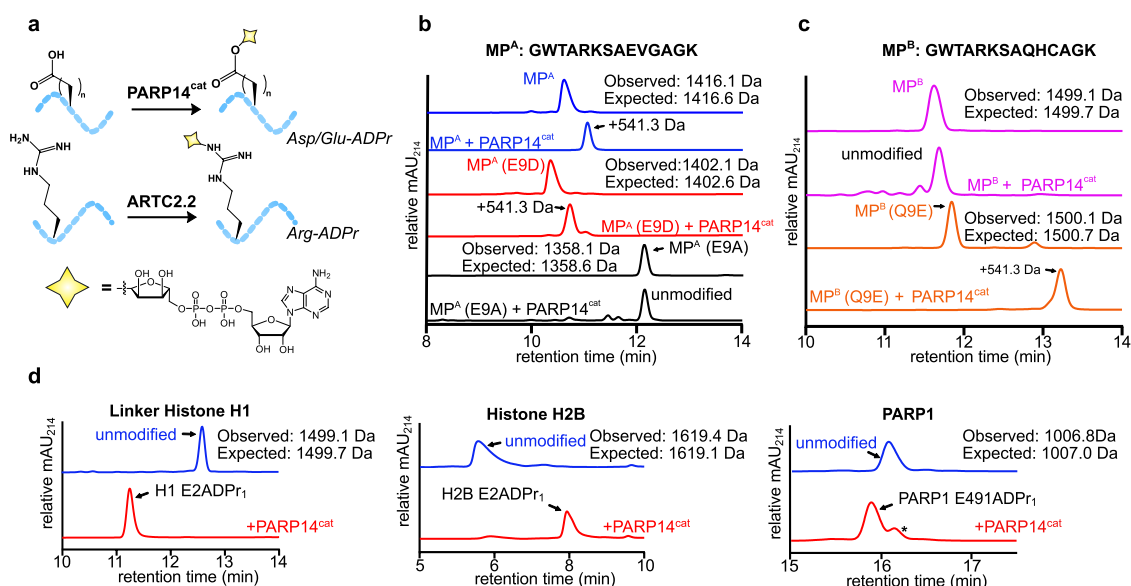 a
OH
O
n
PARP14cat
O
O
n
Asp/Glu-ADPr
H2N
NH
HN
ARTC2.2
NH
NH
HN
Arg-ADPr
=
OH OH
O
O
O
P
O
P
O
OH
OH
O
NH2
N
N
N
N
O
OH OH
b
MPA: GWTARKSAEVGAGK
relative mAU214
MPA
Observed: 1416.1 Da
Expected: 1416.6 Da
+541.3 Da
MPA + PARP14cat
MPA (E9D)
Observed: 1402.1 Da
Expected: 1402.6 Da
+541.3 Da
MPA (E9D) + PARP14cat
Observed: 1358.1 Da
Expected: 1358.6 Da
MPA (E9A)
MPA (E9A) + PARP14cat
unmodified
8 10 12 14
retention time (min)
c
MPB: GWTARKSAQHCAGK
relative mAU214
MPB
Observed: 1499.1 Da
Expected: 1499.7 Da
unmodified
MPB + PARP14cat
MPB (Q9E)
Observed: 1500.1 Da
Expected: 1500.7 Da
+541.3 Da
MPB (Q9E) + PARP14cat
10 11 12 13 14
retention time (min)
d
Linker Histone H1
relative mAU214
unmodified
Observed: 1499.1 Da
Expected: 1499.7 Da
H1 E2ADPr1
+PARP14cat
10 11 12 13 14
retention time (min)
Histone H2B
relative mAU214
unmodified
Observed: 1619.4 Da
Expected: 1619.1 Da
H2B E2ADPr1
+PARP14cat
5 6 8 10
retention time (min)
PARP1
relative mAU214
unmodified
Observed: 1006.8Da
Expected: 1007.0 Da
PARP1 E491ADPr1
*
+PARP14cat
15 16 17
retention time (min)